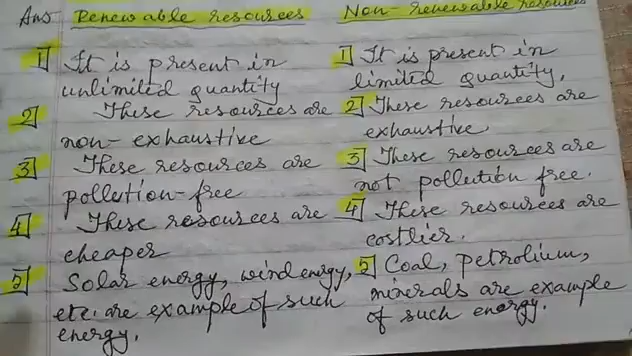 Ans Renewable resources
1) It is present in
unlimited quantity
2) These resources are
non-exhaustive
3) These resources are
pollution-free
4) These resources are
cheaper
5) Solar energy, wind energy,
etc. are example of such
energy.
Non-renewable resources
1) It is present in
limited quantity.
2) These resources are
exhaustive
3) These resources are
not pollution free.
4) These resources are
costlier.
5) Coal, petrolium,
minerals are example
of such energy.